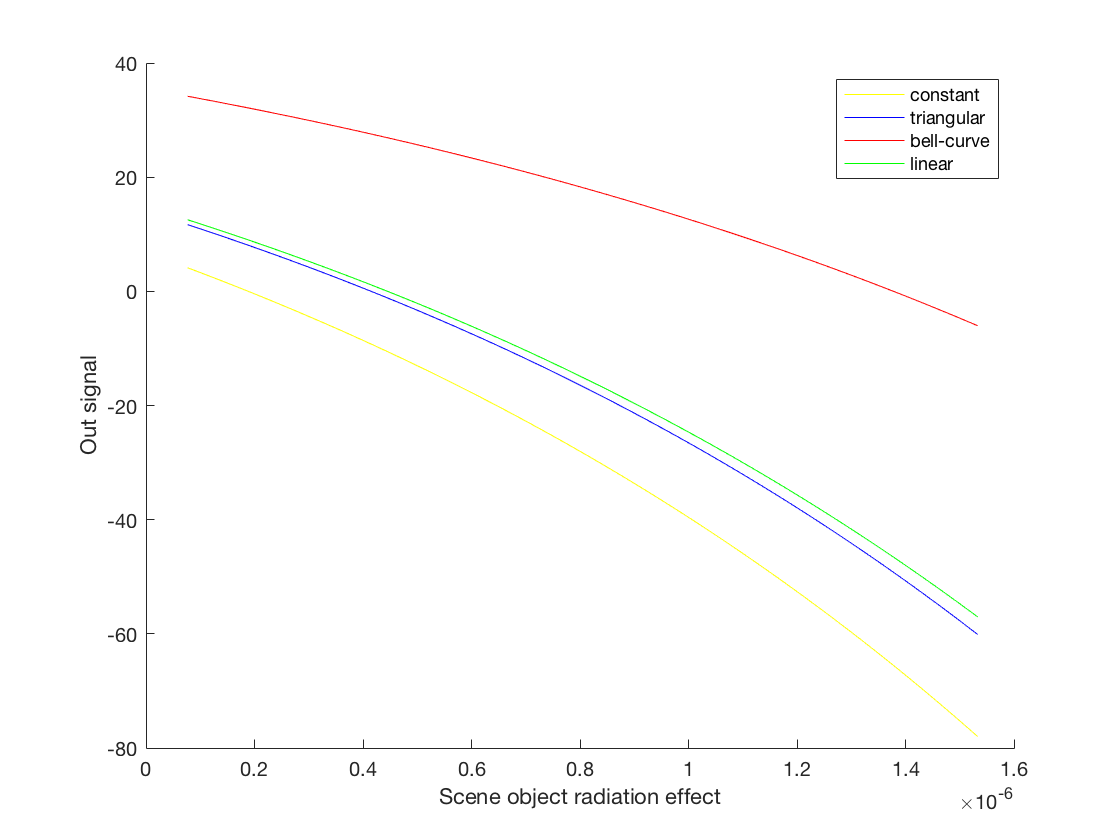 40
20
0
-20
-40
-60
-80
Out signal
constant
triangular
bell-curve
linear
0 0.2 0.4 0.6 0.8 1 1.2 1.4 1.6
Scene object radiation effect
×10-6